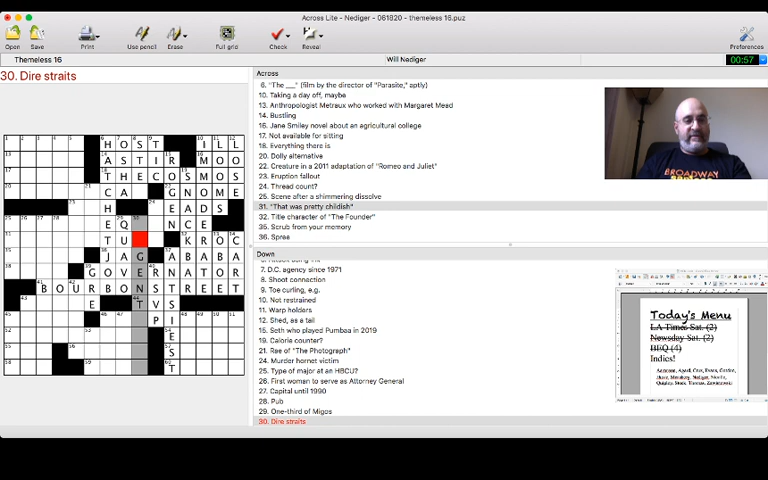 Across Lite - Nediger - 081820 - themeless 16.puz
Open
Save
Print
Use pencil
Erase
Full grid
Check
Reveal
Preferences
Themeless 16
Will Nediger
00:57
30. Dire straits
Across
6. "The ___" (film by the director of "Parasite," aptly)
10. Taking a day off, maybe
13. Anthropologist Metraux who worked with Margaret Mead
14. Bustling
16. Jane Smiley novel about an agricultural college
17. Not available for sitting
18. Everything there is
20. Dolly alternative
22. Creature in a 2011 adaptation of "Romeo and Juliet"
23. Eruption fallout
24. Thread count?
25. Scene after a shimmering dissolve
31. "That was pretty childish"
32. Title character of "The Founder"
35. Scrub from your memory
36. Spree
Down
7. D.C. agency since 1971
8. Shoot connection
9. Toe curling, e.g.
10. Not restrained
11. Warp holders
12. Shed, as a tail
15. Seth who played Pumbaa in 2019
19. Calorie counter?
21. Rae of "The Photograph"
24. Murder hornet victim
25. Type of major at an HBCU?
26. First woman to serve as Attorney General
27. Capital until 1990
28. Pub
29. One-third of Migos
30. Dire straits
HOST ILL
ASTIR MOO
THECOSMOS
CA GNOME
H EADS
EQ NCE
TU KROC
JAG ABABA
GOVERNATOR
BOURBONSTREET
E T VS
P I
E
S
T
BROADWAY
Today's Menu
LA Times Sat. (2)
Newsday Sat. (2)
BEQ (4)
Indies!